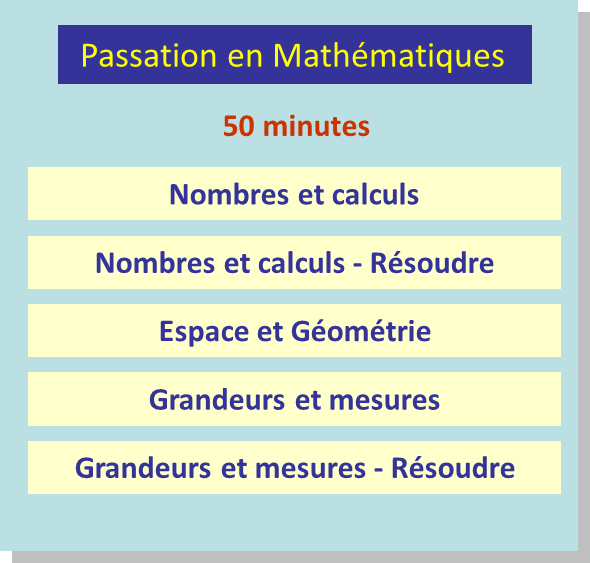 Passation en Mathématiques
50 minutes
Nombres et calculs
Nombres et calculs - Résoudre
Espace et Géométrie
Grandeurs et mesures
Grandeurs et mesures - Résoudre